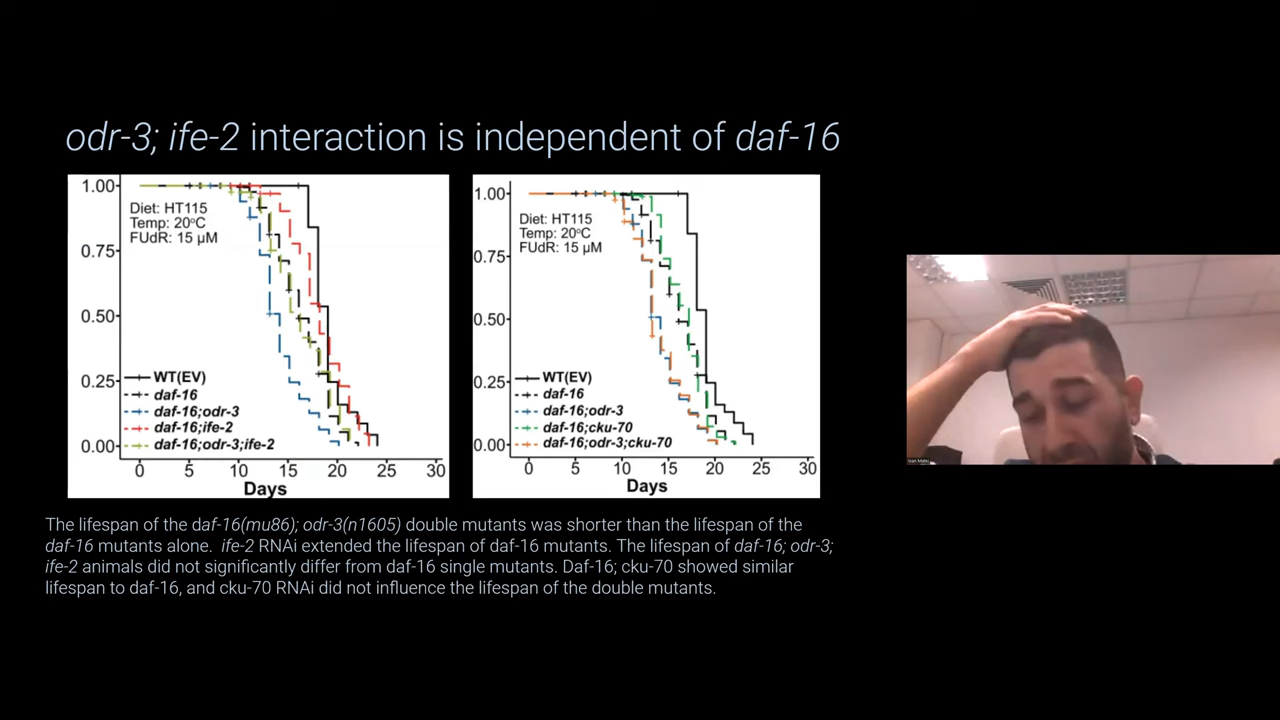 odr-3; ife-2 interaction is independent of daf-16
1.00
0.75
0.50
0.25
0.00
Diet: HT115
Temp: 20°C
FUdR: 15 µM
WT(EV)
daf-16
daf-16;odr-3
daf-16;ife-2
daf-16;odr-3;ife-2
0 5 10 15 20 25 30
Days
1.00
0.75
0.50
0.25
0.00
Diet: HT115
Temp: 20°C
FUdR: 15 µM
WT(EV)
daf-16
daf-16;odr-3
daf-16;cku-70
daf-16;odr-3;cku-70
0 5 10 15 20 25 30
Days
The lifespan of the daf-16(mu86); odr-3(n1605) double mutants was shorter than the lifespan of the
daf-16 mutants alone. ife-2 RNAi extended the lifespan of daf-16 mutants. The lifespan of daf-16; odr-3;
ife-2 animals did not significantly differ from daf-16 single mutants. Daf-16; cku-70 showed similar
lifespan to daf-16, and cku-70 RNAi did not influence the lifespan of the double mutants.